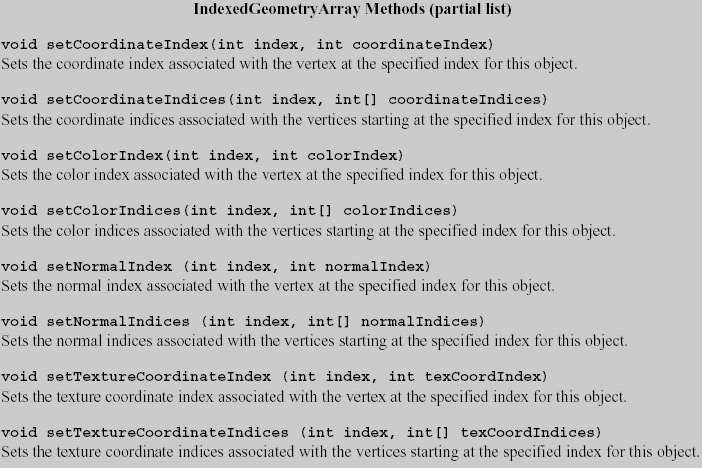 IndexedGeometryArray Methods (partial list)
void setCoordinateIndex(int index, int coordinateIndex)
Sets the coordinate index associated with the vertex at the specified index for this object.
void setCoordinateIndices(int index, int[] coordinateIndices)
Sets the coordinate indices associated with the vertices starting at the specified index for this object.
void setColorIndex(int index, int colorIndex)
Sets the color index associated with the vertex at the specified index for this object.
void setColorIndices(int index, int[] colorIndices)
Sets the color indices associated with the vertices starting at the specified index for this object.
void setNormalIndex (int index, int normalIndex)
Sets the normal index associated with the vertex at the specified index for this object.
void setNormalIndices (int index, int[] normalIndices)
Sets the normal indices associated with the vertices starting at the specified index for this object.
void setTextureCoordinateIndex (int index, int texCoordIndex)
Sets the texture coordinate index associated with the vertex at the specified index for this object.
void setTextureCoordinateIndices (int index, int[] texCoordIndices)
Sets the texture coordinate indices associated with the vertices starting at the specified index for this object.